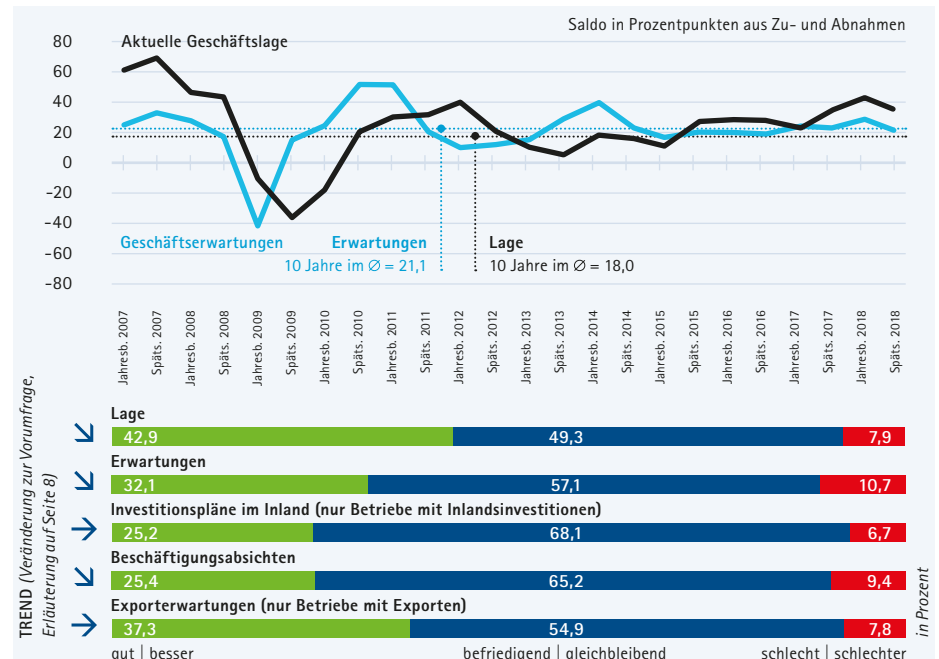 Saldo in Prozentpunkten aus Zu- und Abnahmen
Aktuelle Geschäftslage
80
60
40
20
0
-20
-40
-60
-80
Geschäftserwartungen
Erwartungen
10 Jahre im Ø = 21,1
Lage
10 Jahre im Ø = 18,0
Jahresb. 2007
Späts. 2007
Jahresb. 2008
Späts. 2008
Jahresb. 2009
Späts. 2009
Jahresb. 2010
Späts. 2010
Jahresb. 2011
Späts. 2011
Jahresb. 2012
Späts. 2012
Jahresb. 2013
Späts. 2013
Jahresb. 2014
Späts. 2014
Jahresb. 2015
Späts. 2015
Jahresb. 2016
Späts. 2016
Jahresb. 2017
Späts. 2017
Jahresb. 2018
Späts. 2018
TREND (Veränderung zur Vorumfrage,
Erläuterung auf Seite 8)
Lage
42,9 49,3 7,9
Erwartungen
32,1 57,1 10,7
Investitionspläne im Inland (nur Betriebe mit Inlandsinvestitionen)
25,2 68,1 6,7
Beschäftigungsabsichten
25,4 65,2 9,4
Exporterwartungen (nur Betriebe mit Exporten)
37,3 54,9 7,8
gut | besser befriedigend | gleichbleibend schlecht | schlechter
in Prozent